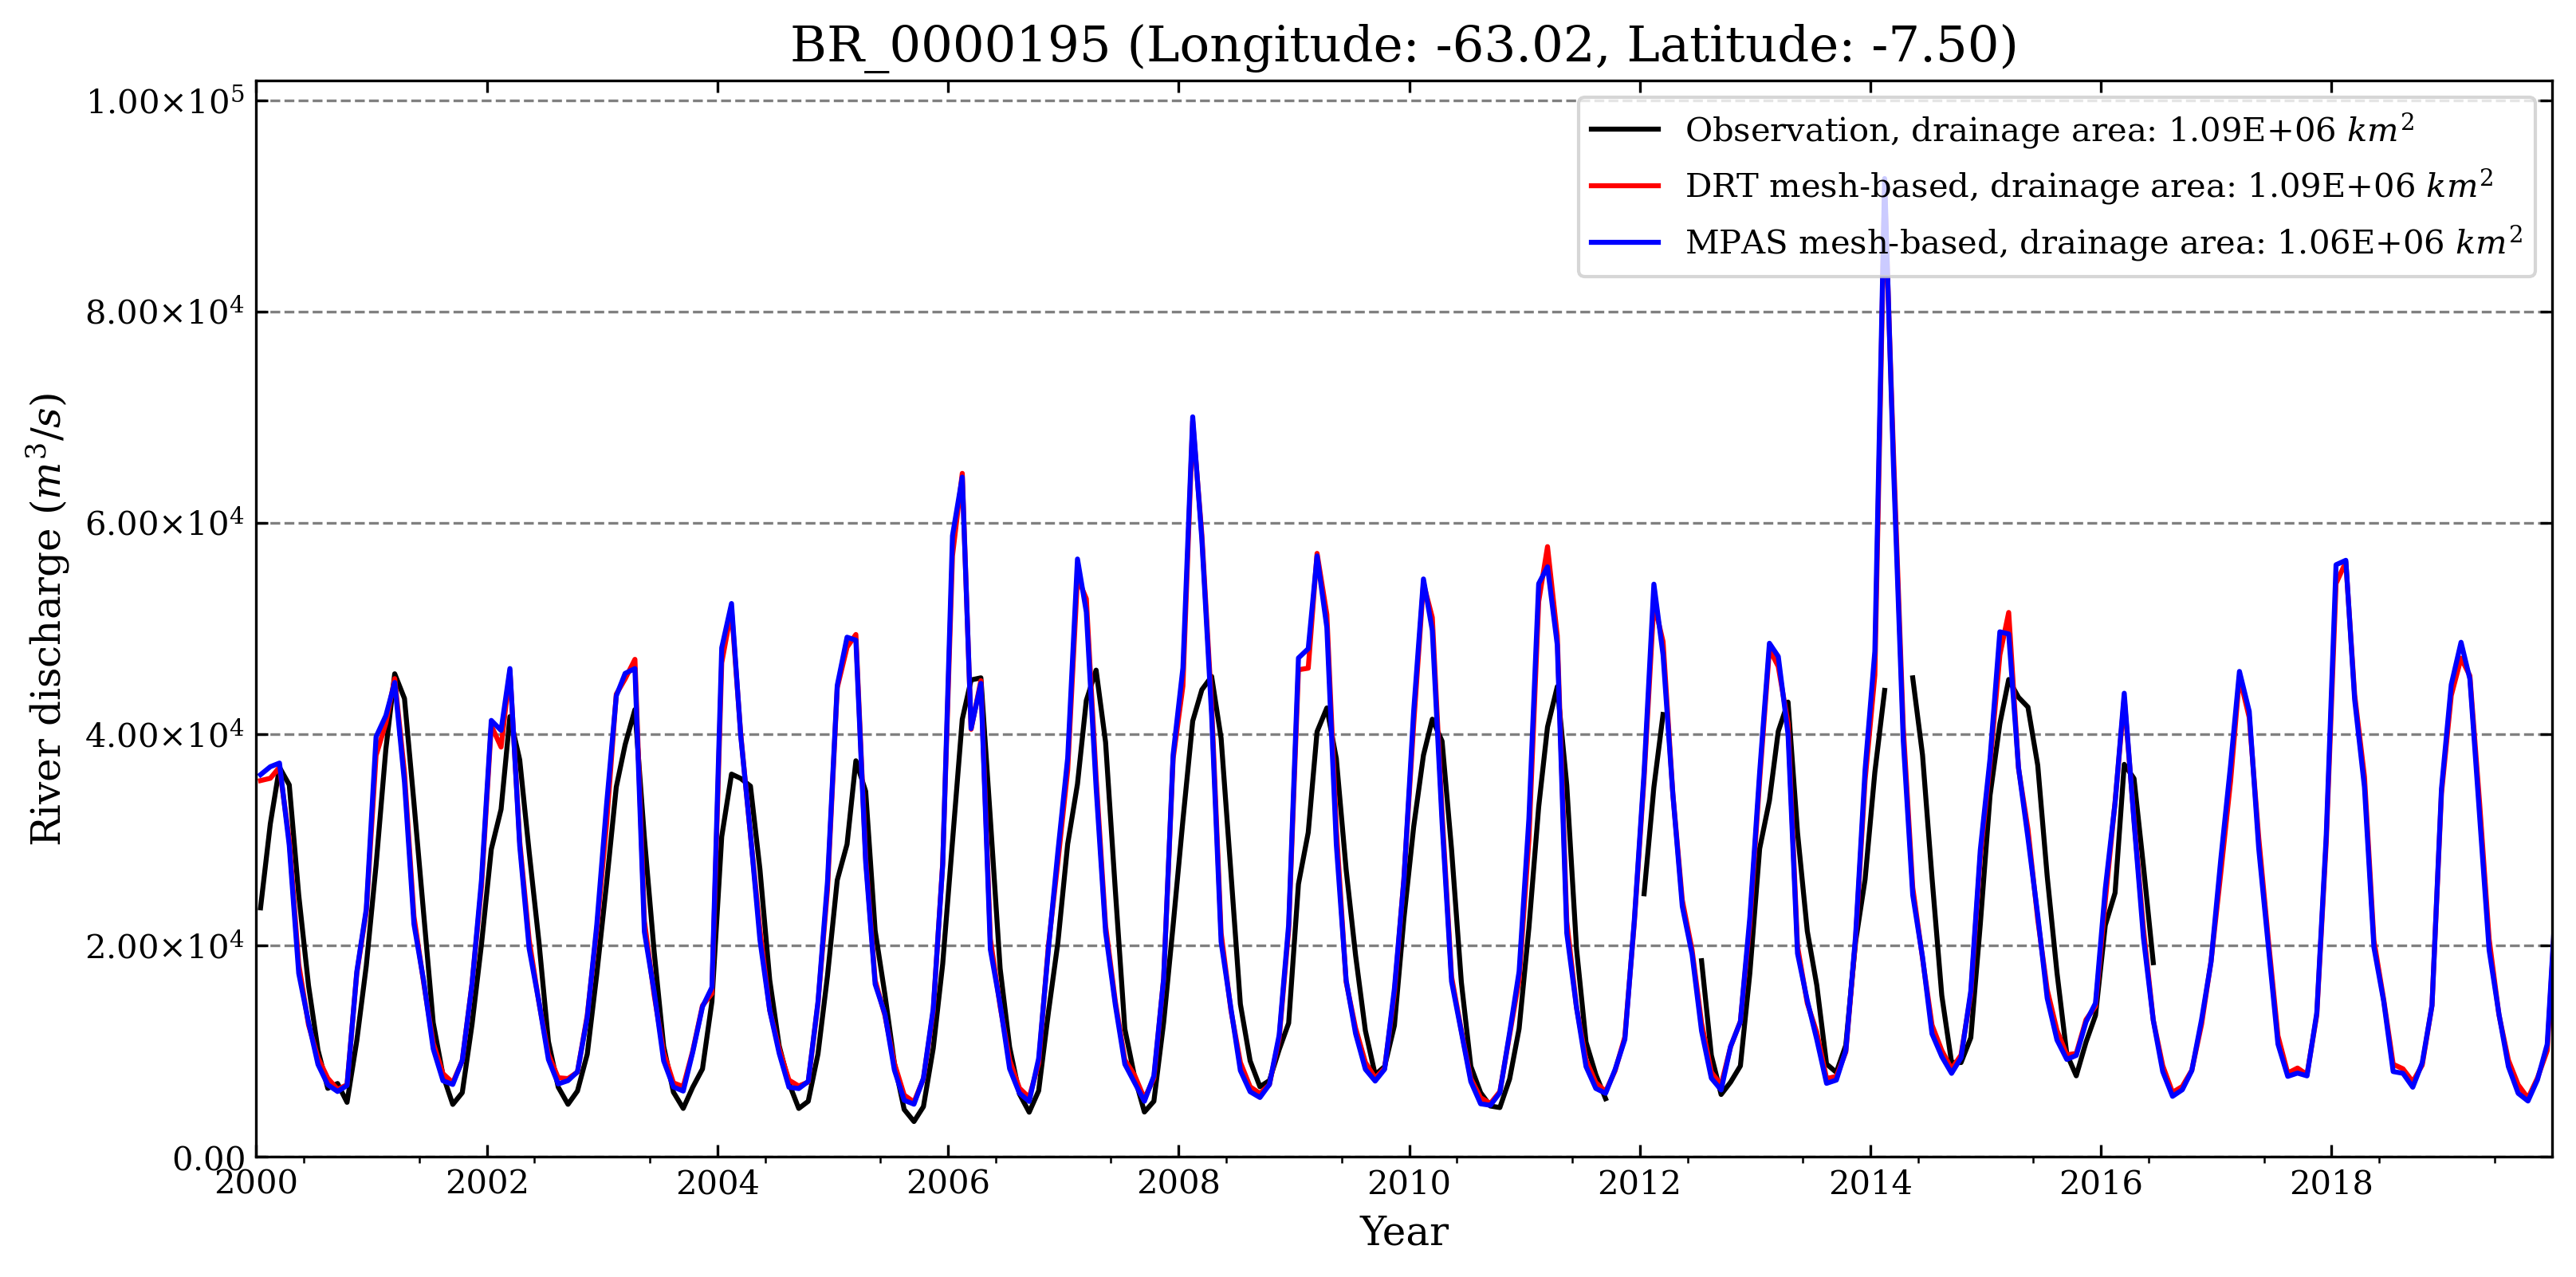 BR_0000195 (Longitude: -63.02, Latitude: -7.50)
1.00×10⁵
8.00×10⁴
6.00×10⁴
4.00×10⁴
2.00×10⁴
0.00
River discharge (m³/s)
Observation, drainage area: 1.09E+06 km²
DRT mesh-based, drainage area: 1.09E+06 km²
MPAS mesh-based, drainage area: 1.06E+06 km²
2000 2002 2004 2006 2008 2010 2012 2014 2016 2018
Year